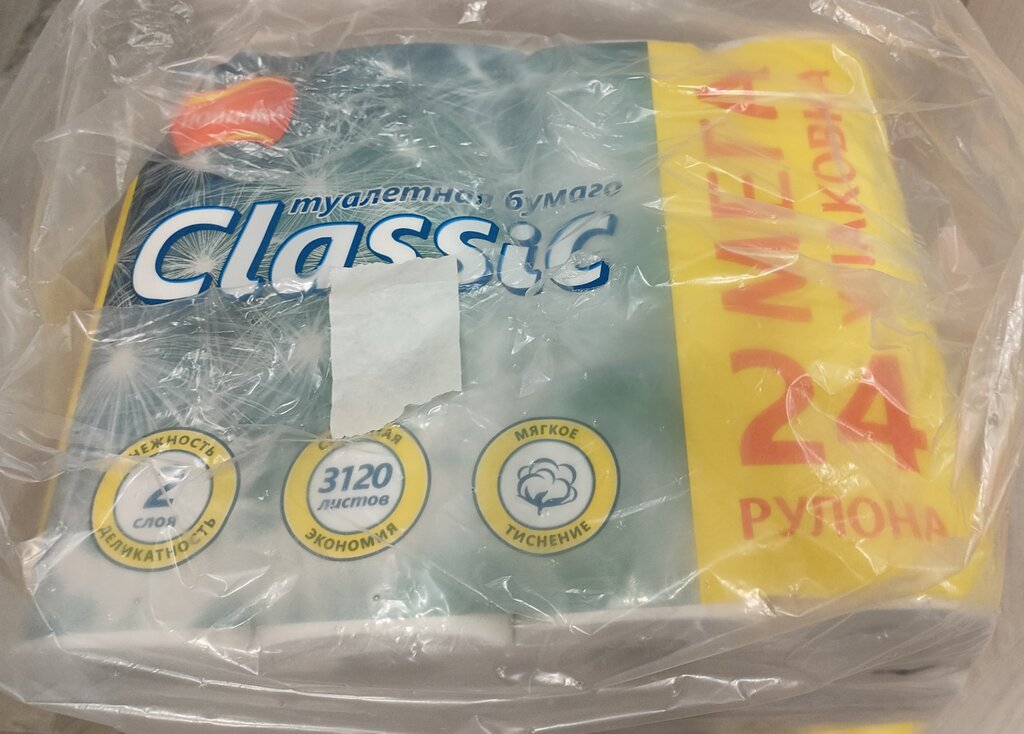 туалетная бумага
Classic
НЕЖНОСТЬ
2
слоя
ДЕЛИКАТНОСТЬ
3120
листов
ЭКОНОМИЯ
МЯГКОЕ
ТИСНЕНИЕ
МЕГА
УПАКОВКА
24
РУЛОНА